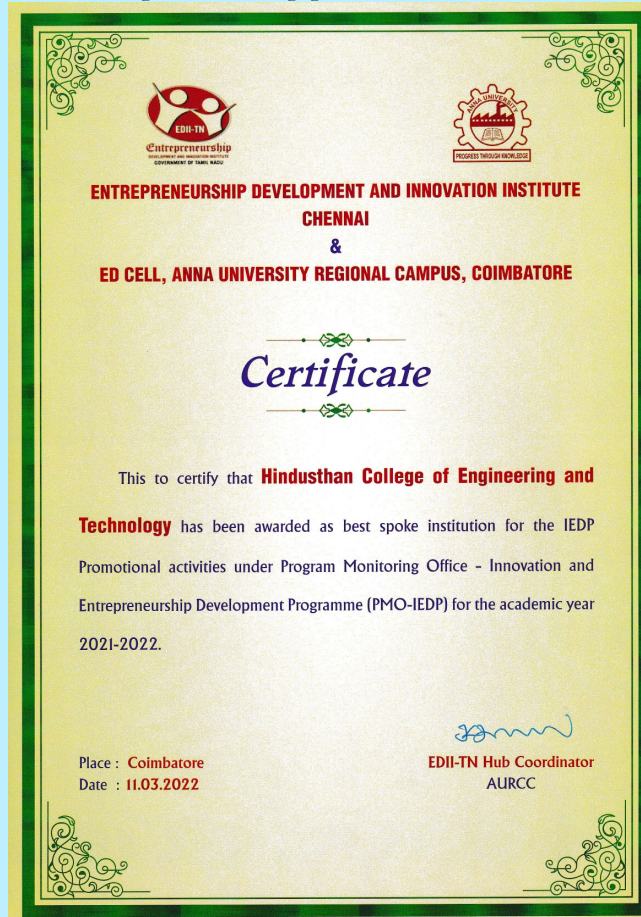 EDII-TN
Entrepreneurship
DEVELOPMENT AND INNOVATION INSTITUTE
GOVERNMENT OF TAMIL NADU
ANNA UNIVERSITY
PROGRESS THROUGH KNOWLEDGE
ENTREPRENEURSHIP DEVELOPMENT AND INNOVATION INSTITUTE
CHENNAI
&
ED CELL, ANNA UNIVERSITY REGIONAL CAMPUS, COIMBATORE
Certificate
This to certify that Hindusthan College of Engineering and
Technology has been awarded as best spoke institution for the IEDP
Promotional activities under Program Monitoring Office - Innovation and
Entrepreneurship Development Programme (PMO-IEDP) for the academic year
2021-2022.
Place : Coimbatore
Date : 11.03.2022
EDII-TN Hub Coordinator
AURCC